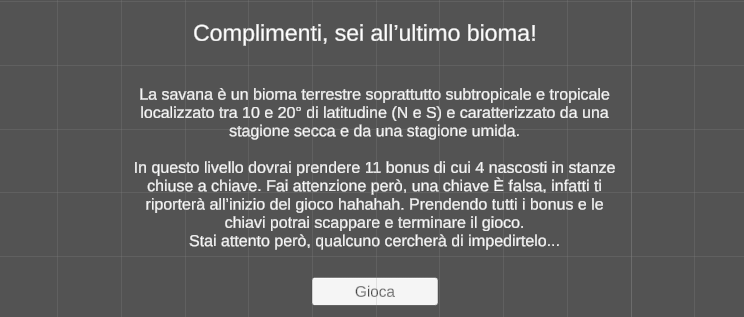 Complimenti, sei all’ultimo bioma!
La savana è un bioma terrestre soprattutto subtropicale e tropicale
localizzato tra 10 e 20° di latitudine (N e S) e caratterizzato da una
stagione secca e da una stagione umida.
In questo livello dovrai prendere 11 bonus di cui 4 nascosti in stanze
chiuse a chiave. Fai attenzione però, una chiave È falsa, infatti ti
riporterà all’inizio del gioco hahahah. Prendendo tutti i bonus e le
chiavi potrai scappare e terminare il gioco.
Stai attento però, qualcuno cercherà di impedirtelo...
Gioca